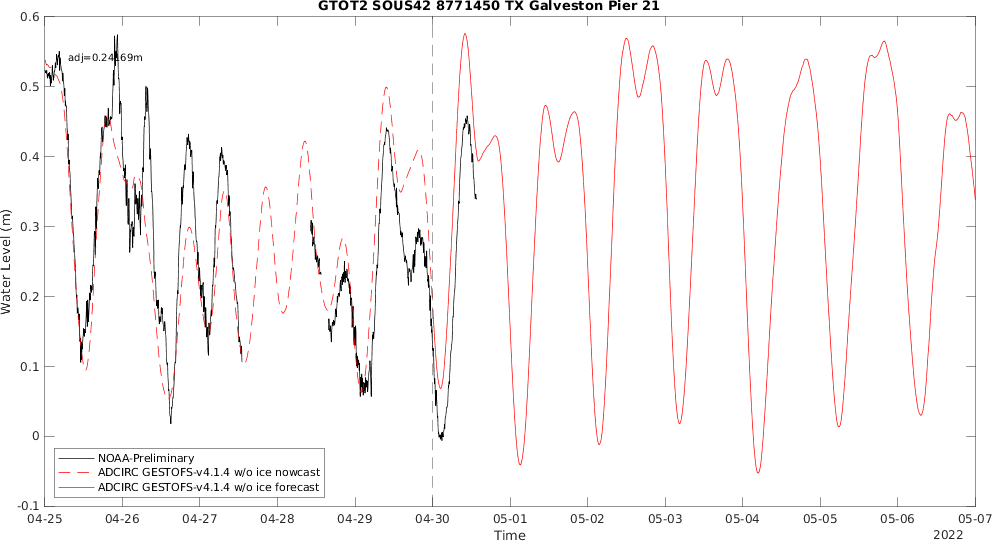 GTOT2 SOUS42 8771450 TX Galveston Pier 21
0.6
adj=0.24169m
0.5
0.4
0.3
0.2
0.1
0
-0.1
Water Level (m)
NOAA-Preliminary
ADCIRC GESTOFS-v4.1.4 w/o ice nowcast
ADCIRC GESTOFS-v4.1.4 w/o ice forecast
04-25 04-26 04-27 04-28 04-29 04-30 05-01 05-02 05-03 05-04 05-05 05-06 05-07
Time
2022